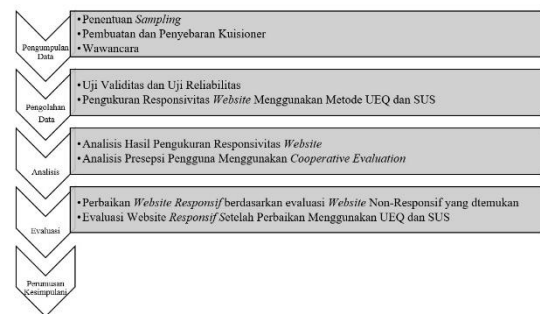 Pengumpulan
Data
•Penentuan Sampling
•Pembuatan dan Penyebaran Kuisioner
•Wawancara
Pengolahan
Data
•Uji Validitas dan Uji Reliabilitas
•Pengukuran Responsivitas Website Menggunakan Metode UEQ dan SUS
Analisis
•Analisis Hasil Pengukuran Responsivitas Website
•Analisis Presepsi Pengguna Menggunakan Cooperative Evaluation
Evaluasi
•Perbaikan Website Responsif berdasarkan evaluasi Website Non-Responsif yang dtemukan
•Evaluasi Website Responsif Setelah Perbaikan Menggunakan UEQ dan SUS
Perumusan
Kesimpulani